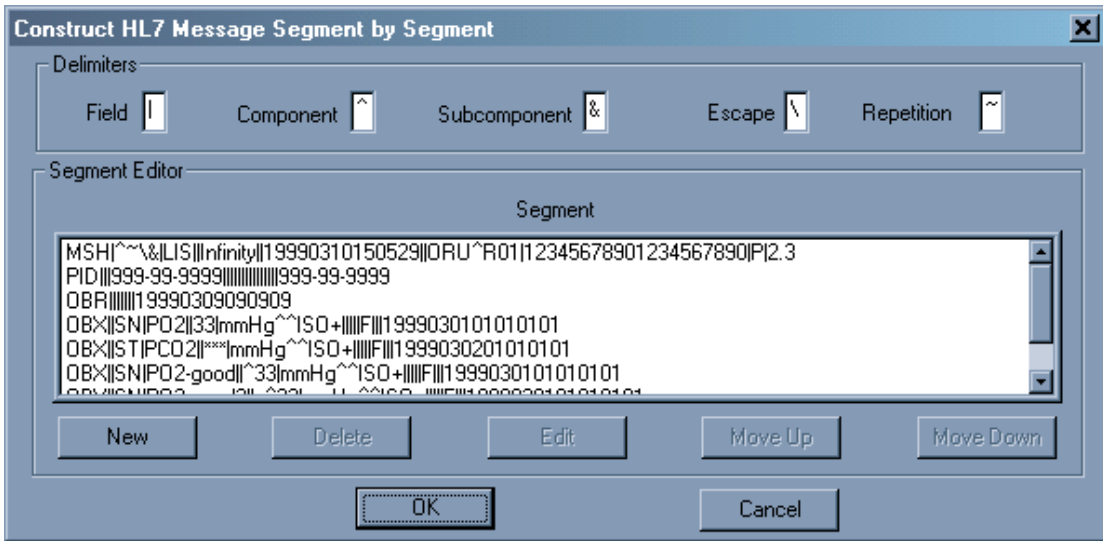 Construct HL7 Message Segment by Segment
Delimiters
Field | Component ^ Subcomponent & Escape \ Repetition ~
Segment Editor
Segment
MSH|^~\&|LIS|||Infinity||19990310150529||ORU^R01|12345678901234567890|P|2.3
PID|||999-99-9999|||||||||||||||999-99-9999
OBR|||||||19990309090909
OBX||SN|PO2||33|mmHg^^ISO+|||||F|||1999030101010101
OBX||ST|PCO2||***|mmHg^^ISO+|||||F|||1999030201010101
OBX||SN|PO2-good||^33|mmHg^^ISO+|||||F|||1999030101010101
New Delete Edit Move Up Move Down
OK Cancel